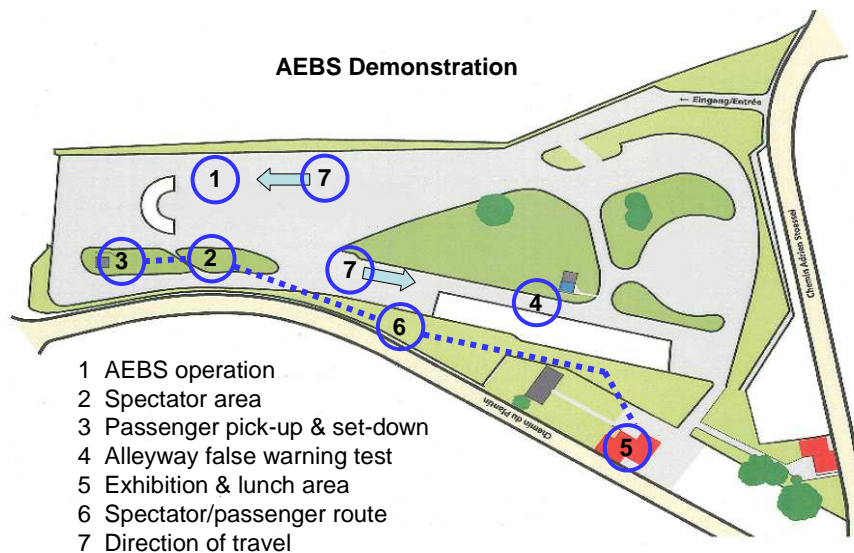 AEBS Demonstration
← Eingang/Entrée
1
7
3
2
7
4
6
5
Chemin Adrien Stoessel
Chemin du Plantin
1 AEBS operation
2 Spectator area
3 Passenger pick-up & set-down
4 Alleyway false warning test
5 Exhibition & lunch area
6 Spectator/passenger route
7 Direction of travel